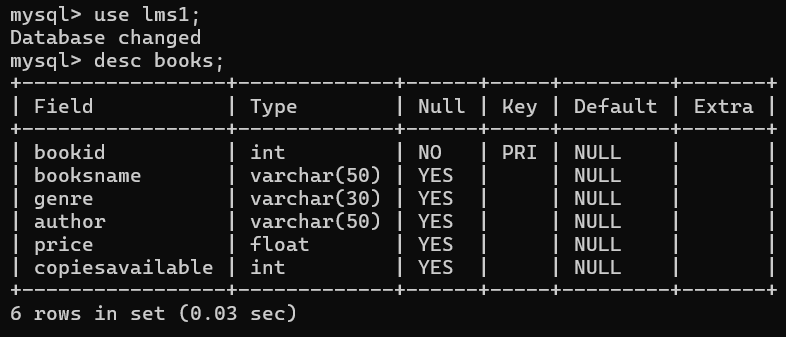 mysql> use lms1;
Database changed
mysql> desc books;
+-----------------+-------------+------+-----+---------+-------+
| Field           | Type        | Null | Key | Default | Extra |
+-----------------+-------------+------+-----+---------+-------+
| bookid          | int         | NO   | PRI | NULL    |       |
| booksname       | varchar(50) | YES  |     | NULL    |       |
| genre           | varchar(30) | YES  |     | NULL    |       |
| author          | varchar(50) | YES  |     | NULL    |       |
| price           | float       | YES  |     | NULL    |       |
| copiesavailable | int         | YES  |     | NULL    |       |
+-----------------+-------------+------+-----+---------+-------+
6 rows in set (0.03 sec)